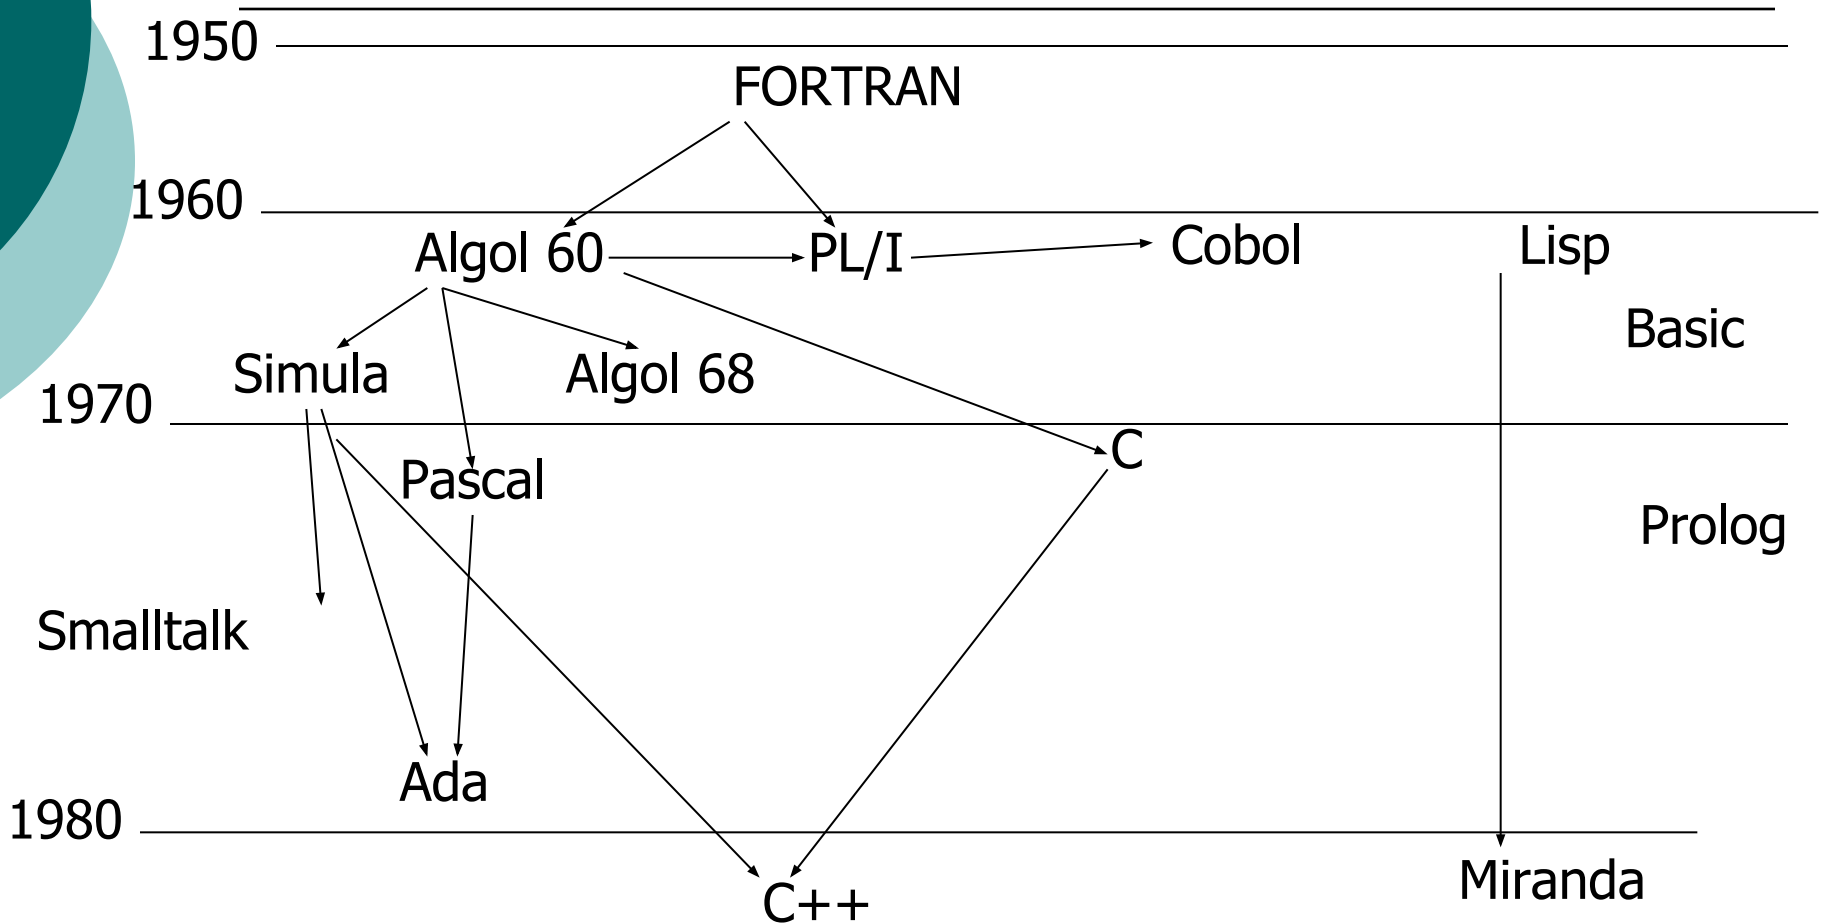 1950
FORTRAN
1960
Algol 60 PL/I Cobol Lisp
Basic
Simula Algol 68
1970
C
Pascal
Prolog
Smalltalk
Ada
1980
Miranda
C++